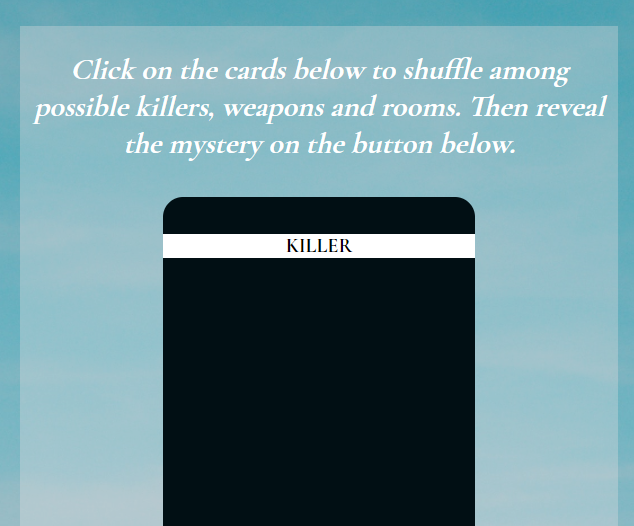 Click on the cards below to shuffle among
possible killers, weapons and rooms. Then reveal
the mystery on the button below.
KILLER